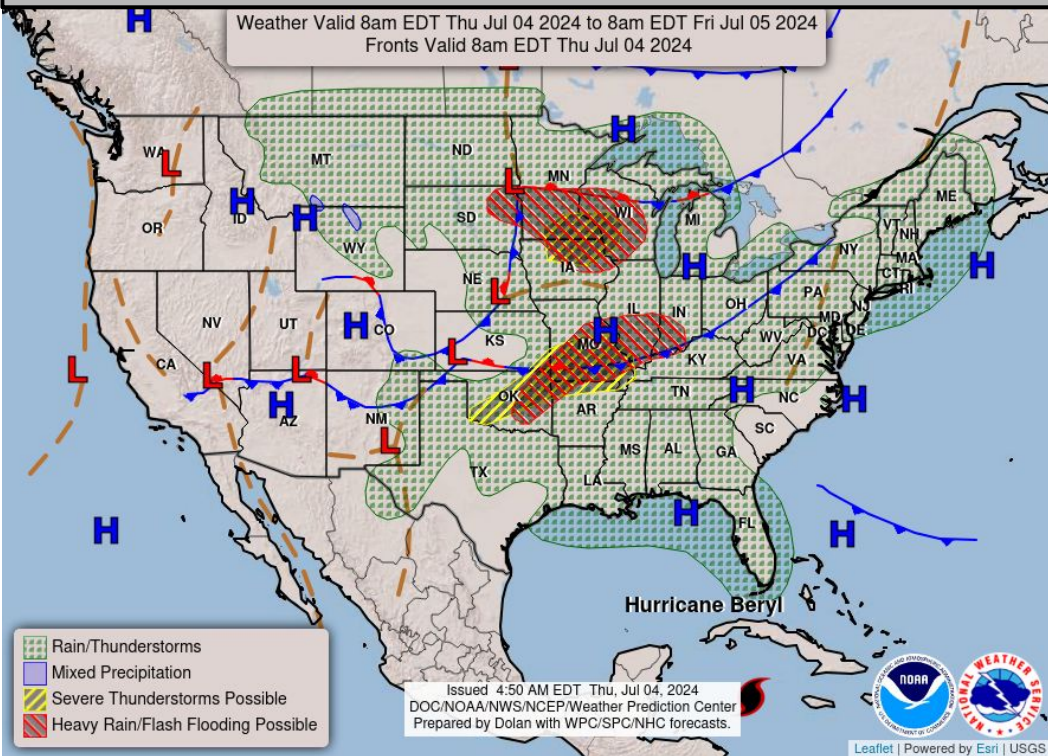 Weather Valid 8am EDT Thu Jul 04 2024 to 8am EDT Fri Jul 05 2024
Fronts Valid 8am EDT Thu Jul 04 2024
H
L
H
WA
L
MT
ND
MN
L
ME
OR
ID
H
H
SD
WI
MI
VT
NH
WY
NY
MA
CT
RI
H
IA
H
NE
L
PA
NJ
NV
UT
H
CO
KS
MO
H
IL
IN
OH
MD
DE
DC
WV
VA
CA
L
L
L
L
KY
AZ
H
NM
L
OK
AR
TN
H
NC
H
SC
TX
LA
MS
AL
GA
H
H
FL
H
Hurricane Beryl
Rain/Thunderstorms
Mixed Precipitation
Severe Thunderstorms Possible
Heavy Rain/Flash Flooding Possible
Issued 4:50 AM EDT Thu, Jul 04, 2024
DOC/NOAA/NWS/NCEP/Weather Prediction Center
Prepared by Dolan with WPC/SPC/NHC forecasts.
NOAA
NATIONAL WEATHER SERVICE
Leaflet | Powered by Esri | USGS